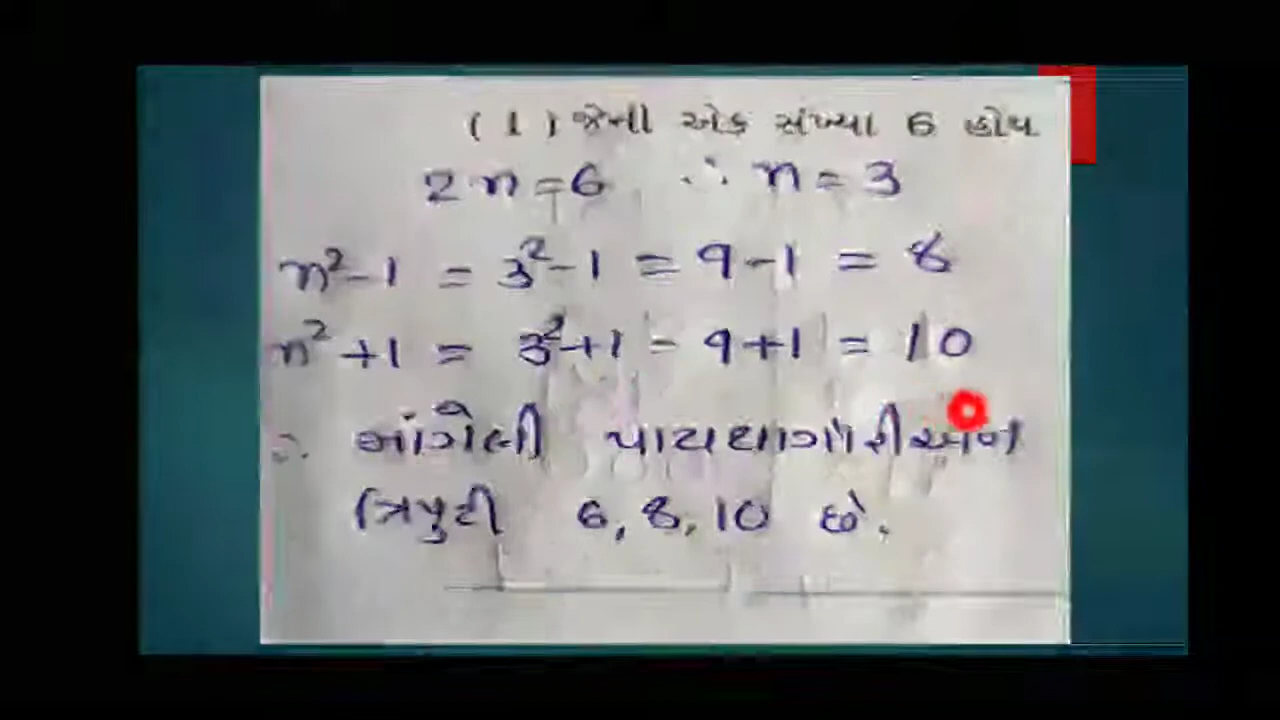 (1) જેની એક સંખ્યા 6 હોય
2n=6 ∴ n = 3
n²-1 = 3²-1 = 9-1 = 8
n²+1 = 3²+1 = 9+1 = 10
∴ માંગેલી પાયથાગોરીઅન
ત્રિપુટી 6, 8, 10 છે.